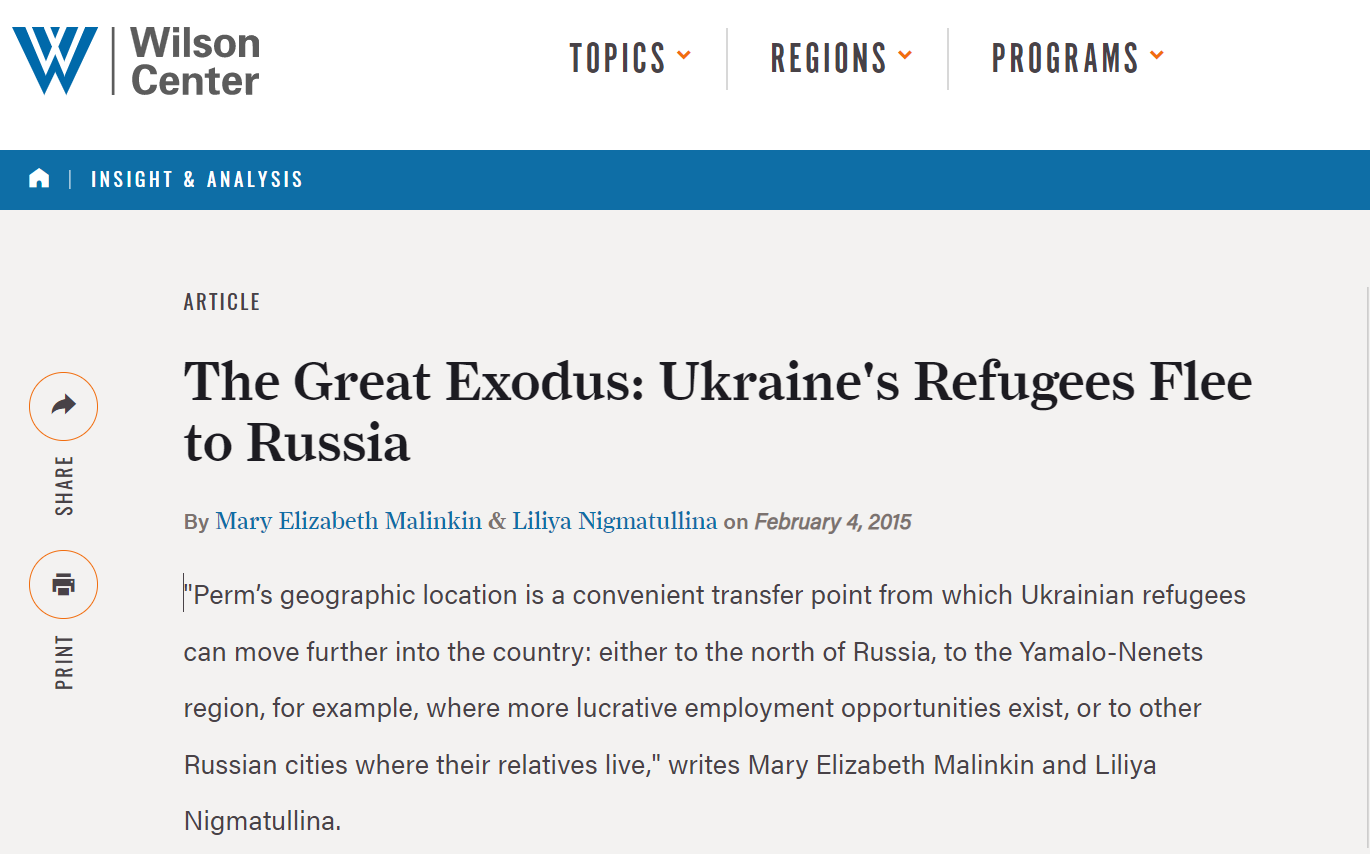 Wilson
Center
TOPICS
REGIONS
PROGRAMS
INSIGHT & ANALYSIS
ARTICLE
The Great Exodus: Ukraine's Refugees Flee
to Russia
By Mary Elizabeth Malinkin & Liliya Nigmatullina on February 4, 2015
"Perm’s geographic location is a convenient transfer point from which Ukrainian refugees
can move further into the country: either to the north of Russia, to the Yamalo-Nenets
region, for example, where more lucrative employment opportunities exist, or to other
Russian cities where their relatives live," writes Mary Elizabeth Malinkin and Liliya
Nigmatullina.
SHARE
PRINT